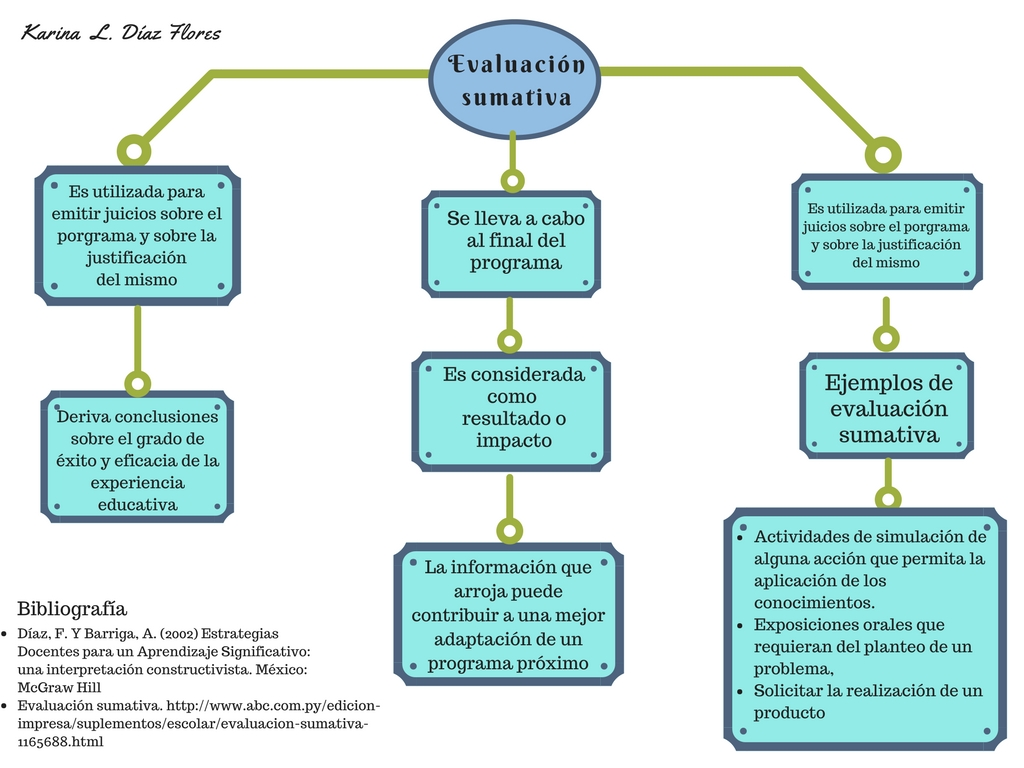 Karina L. Díaz Flores
Evaluación
sumativa
Es utilizada para
emitir juicios sobre el
porgrama y sobre la
justificación
del mismo
Deriva conclusiones
sobre el grado de
éxito y eficacia de la
experiencia
educativa
Se lleva a cabo
al final del
programa
Es considerada
como
resultado o
impacto
La información que
arroja puede
contribuir a una mejor
adaptación de un
programa próximo
Es utilizada para emitir
juicios sobre el porgrama
y sobre la justificación
del mismo
Ejemplos de
evaluación
sumativa
• Actividades de simulación de
alguna acción que permita la
aplicación de los
conocimientos.
• Exposiciones orales que
requieran del planteo de un
problema,
• Solicitar la realización de un
producto
Bibliografía
• Díaz, F. Y Barriga, A. (2002) Estrategias
Docentes para un Aprendizaje Significativo:
una interpretación constructivista. México:
McGraw Hill
• Evaluación sumativa. http://www.abc.com.py/edicion-
impresa/suplementos/escolar/evaluacion-sumativa-
1165688.html